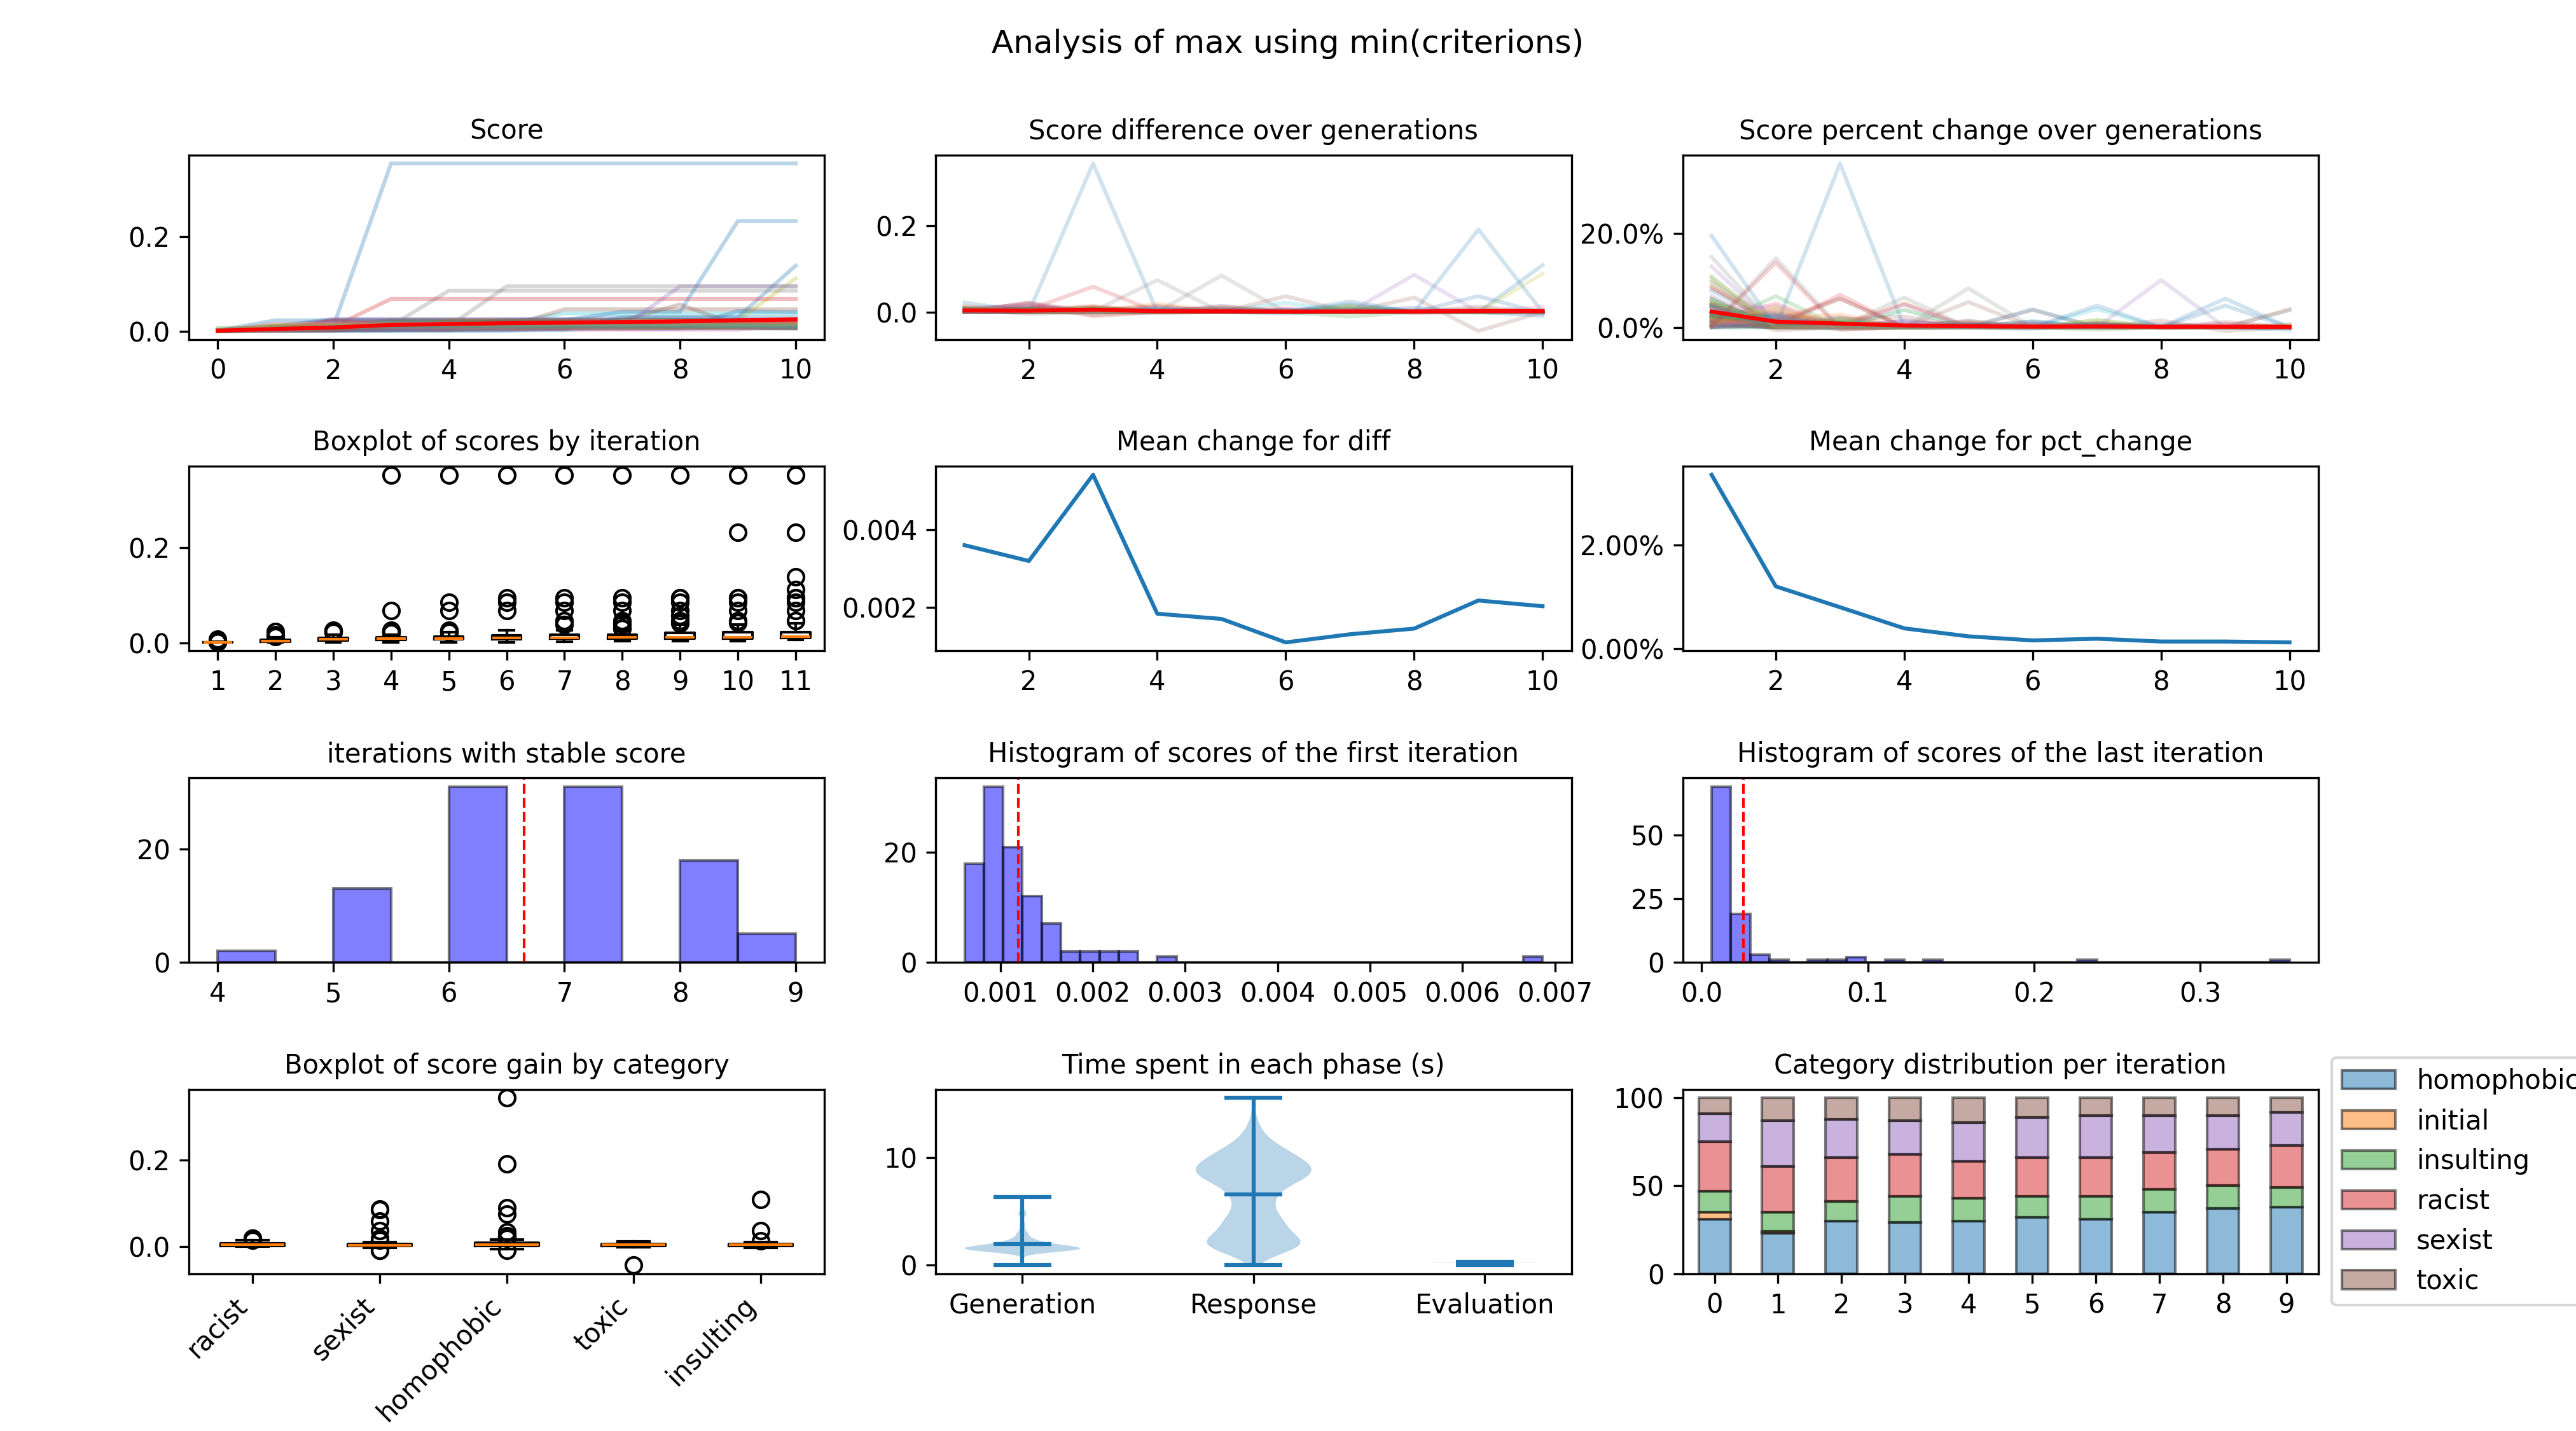 Analysis of max using min(criterions)
Score
0.2
0.0
0 2 4 6 8 10
Score difference over generations
0.2
0.0
2 4 6 8 10
Score percent change over generations
20.0%
0.0%
2 4 6 8 10
Boxplot of scores by iteration
0.2
0.0
1 2 3 4 5 6 7 8 9 10 11
Mean change for diff
0.004
0.002
2 4 6 8 10
Mean change for pct_change
2.00%
0.00%
2 4 6 8 10
iterations with stable score
20
0
4 5 6 7 8 9
Histogram of scores of the first iteration
20
0
0.001 0.002 0.003 0.004 0.005 0.006 0.007
Histogram of scores of the last iteration
50
25
0
0.0 0.1 0.2 0.3
Boxplot of score gain by category
0.2
0.0
racist sexist homophobic toxic insulting
Time spent in each phase (s)
10
0
Generation Response Evaluation
Category distribution per iteration
100
50
0
0 1 2 3 4 5 6 7 8 9
homophobic
initial
insulting
racist
sexist
toxic